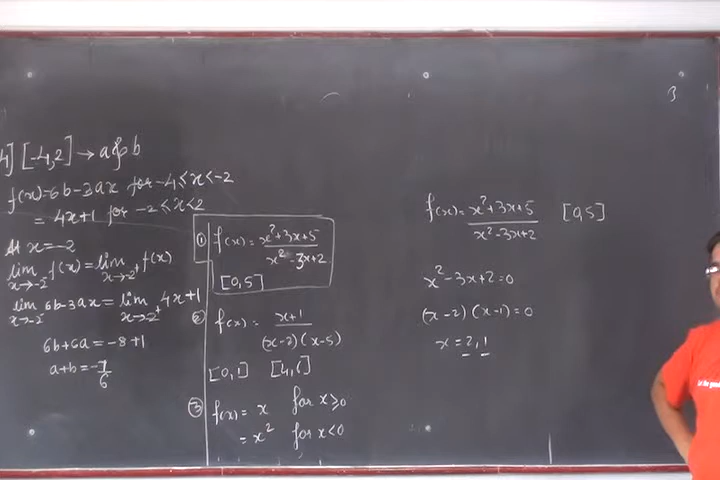 4] [-4,2] → a & b
f(x)=6b-3ax for -4≤x<-2
= 4x+1 for -2≤x<2
At x=-2
lim x→-2⁻ f(x) = lim x→-2⁺ f(x)
lim x→-2⁻ 6b-3ax = lim x→-2⁺ 4x+1
6b+6a = -8+1
a+b = -7/6
① f(x) = x²+3x+5 / x²-3x+2
[0,5]
② f(x) = x+1 / (x-2)(x-5)
[0,1] [4,6]
③ f(x) = x for x≥0
= x² for x<0
f(x) = x²+3x+5 / x²-3x+2 [0,5]
x²-3x+2=0
(x-2)(x-1)=0
x=2,1
3